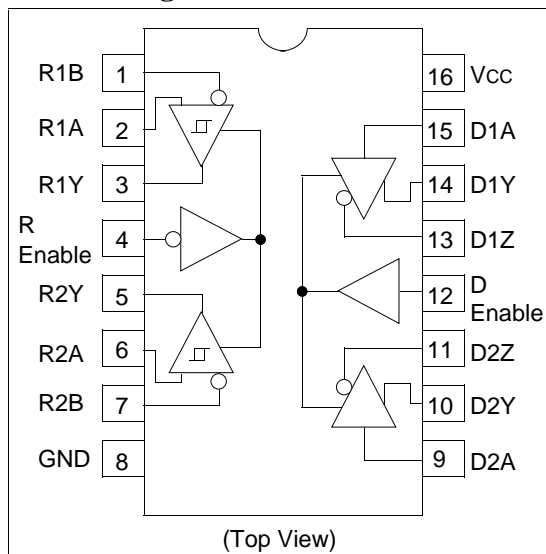 R1B 1
R1A 2
R1Y 3
R
Enable 4
R2Y 5
R2A 6
R2B 7
GND 8
16 VCC
15 D1A
14 D1Y
13 D1Z
12 D
Enable
11 D2Z
10 D2Y
9 D2A
(Top View)